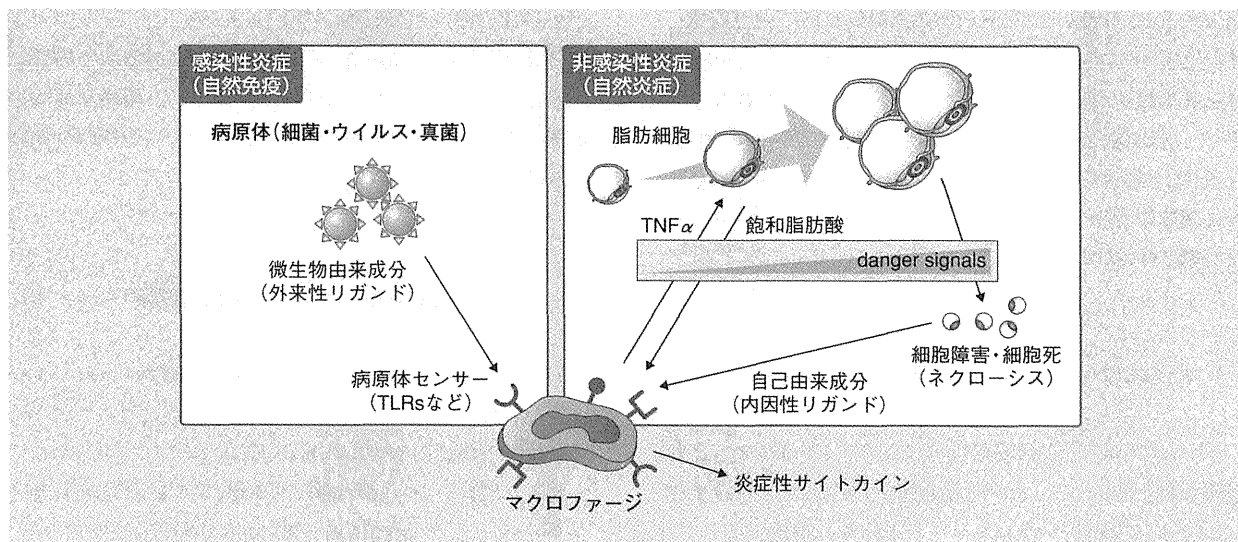 感染性炎症
(自然免疫)
病原体(細菌・ウイルス・真菌)
微生物由来成分
(外来性リガンド)
病原体センサー
(TLRsなど)
非感染性炎症
(自然炎症)
脂肪細胞
TNFα
飽和脂肪酸
danger signals
細胞障害・細胞死
(ネクローシス)
自己由来成分
(内因性リガンド)
マクロファージ
炎症性サイトカイン